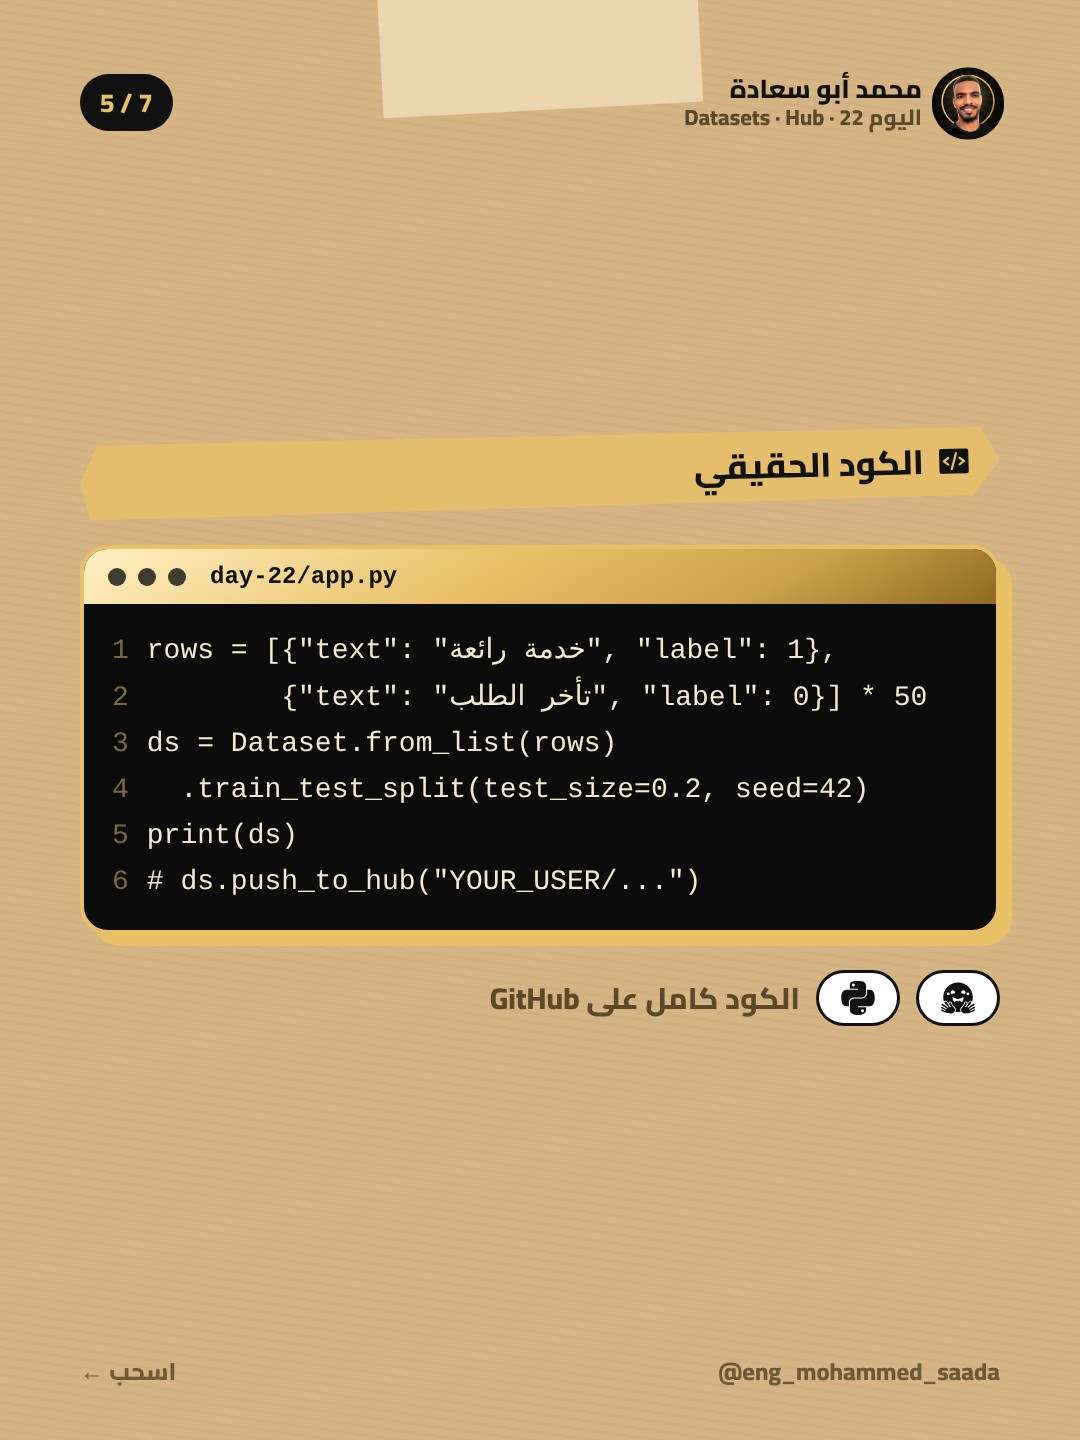 محمد أبو سعادة
اليوم 22 · Datasets · Hub
5 / 7
الكود الحقيقي
day-22/app.py
1 rows = [{"text": "خدمة رائعة", "label": 1},
2         {"text": "تأخر الطلب", "label": 0}] * 50
3 ds = Dataset.from_list(rows)
4   .train_test_split(test_size=0.2, seed=42)
5 print(ds)
6 # ds.push_to_hub("YOUR_USER/...")
الكود كامل على GitHub
@eng_mohammed_saada
اسحب ←